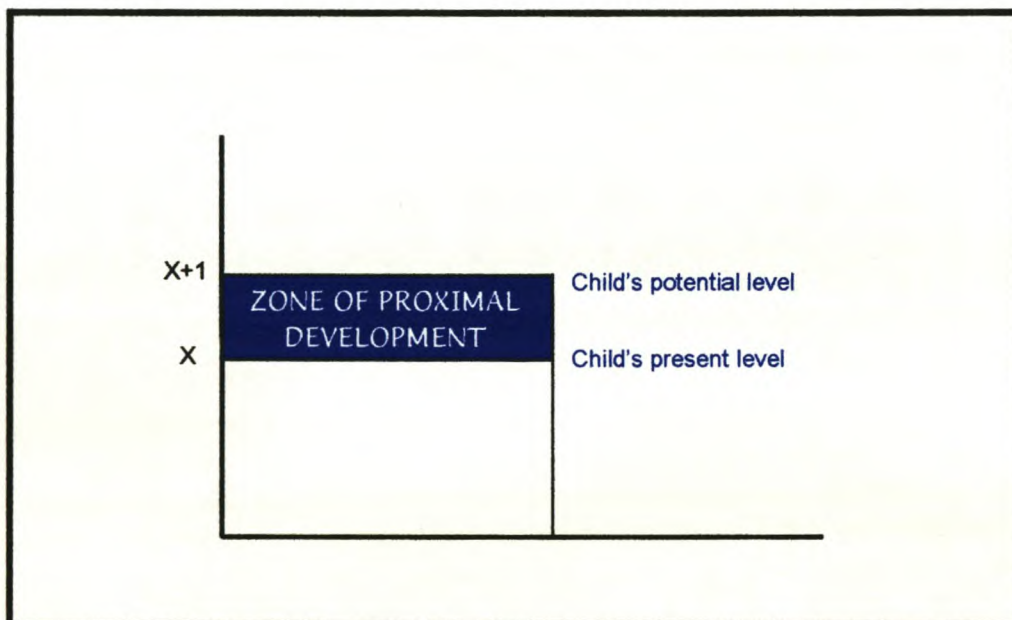 X+1
ZONE OF PROXIMAL
DEVELOPMENT
Child's potential level
X
Child's present level